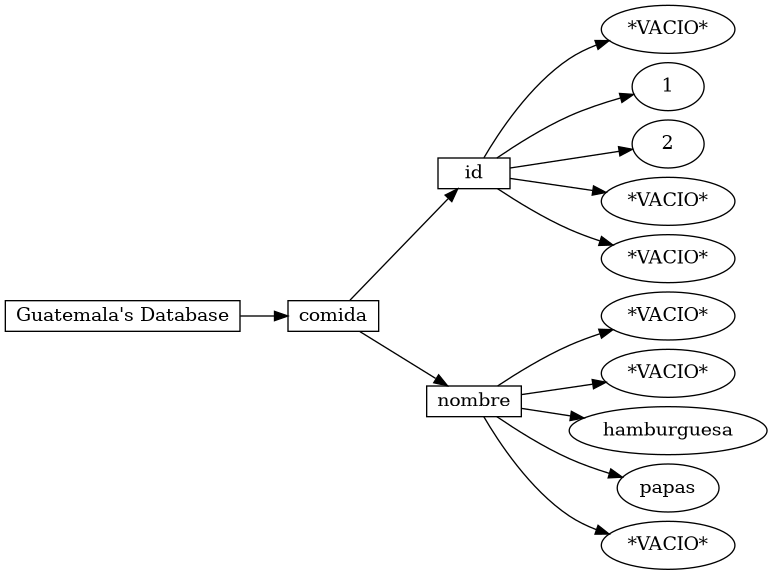 *VACIO*
1
2
id
*VACIO*
*VACIO*
Guatemala's Database
comida
*VACIO*
*VACIO*
nombre
hamburguesa
papas
*VACIO*